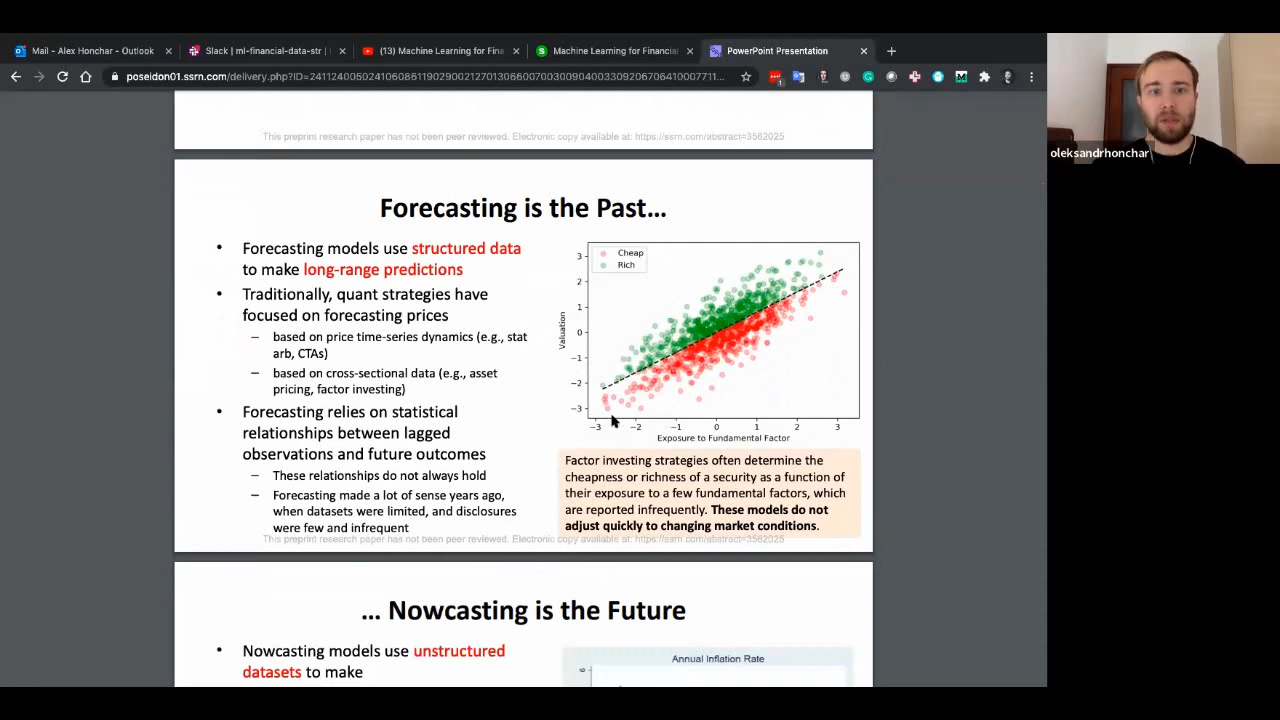 Mail - Alex Honchar - Outlook
Slack | ml-financial-data-str |
(13) Machine Learning for Fina
Machine Learning for Financial
PowerPoint Presentation
oleksandrhonchar
This preprint research paper has not been peer reviewed. Electronic copy available at: https://ssrn.com/abstract=3562025
Forecasting is the Past…
• Forecasting models use structured data
to make long-range predictions
• Traditionally, quant strategies have
focused on forecasting prices
– based on price time-series dynamics (e.g., stat
arb, CTAs)
– based on cross-sectional data (e.g., asset
pricing, factor investing)
• Forecasting relies on statistical
relationships between lagged
observations and future outcomes
– These relationships do not always hold
– Forecasting made a lot of sense years ago,
when datasets were limited, and disclosures
were few and infrequent
Cheap
Rich
3
2
1
0
−1
−2
−3
Valuation
−3 −2 −1 0 1 2 3
Exposure to Fundamental Factor
Factor investing strategies often determine the
cheapness or richness of a security as a function of
their exposure to a few fundamental factors, which
are reported infrequently. These models do not
adjust quickly to changing market conditions.
This preprint research paper has not been peer reviewed. Electronic copy available at: https://ssrn.com/abstract=3562025
… Nowcasting is the Future
• Nowcasting models use unstructured
datasets to make
Annual Inflation Rate
6